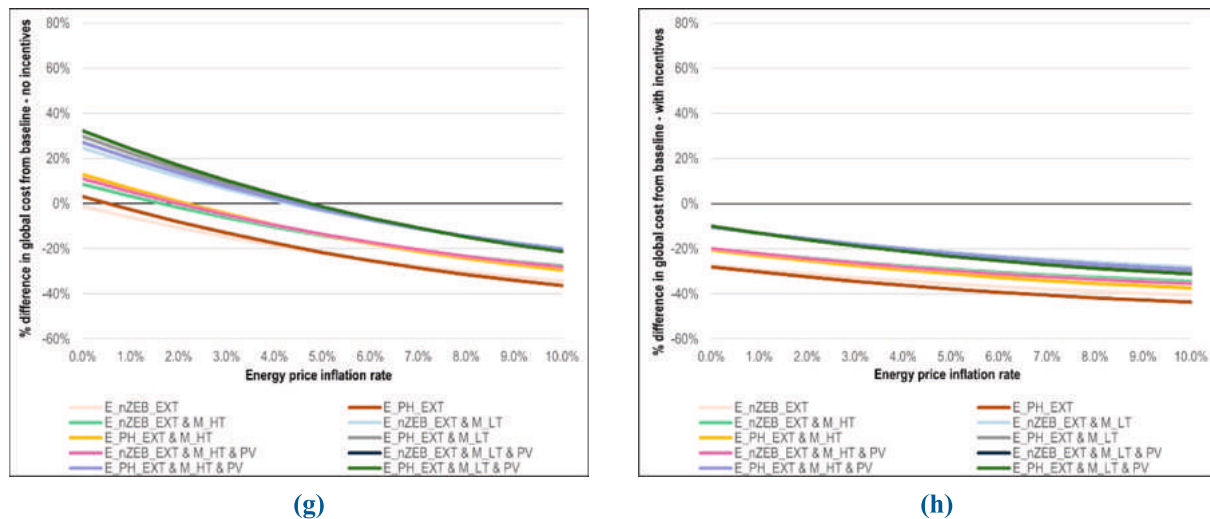 % difference in global cost from baseline - no incentives
80%
60%
40%
20%
0%
-20%
-40%
-60%
0.0% 1.0% 2.0% 3.0% 4.0% 5.0% 6.0% 7.0% 8.0% 9.0% 10.0%
Energy price inflation rate
E_nZEB_EXT E_PH_EXT
E_nZEB_EXT & M_HT E_nZEB_EXT & M_LT
E_PH_EXT & M_HT E_PH_EXT & M_LT
E_nZEB_EXT & M_HT & PV E_nZEB_EXT & M_LT & PV
E_PH_EXT & M_HT & PV E_PH_EXT & M_LT & PV
(g)
% difference in global cost from baseline - with incentives
80%
60%
40%
20%
0%
-20%
-40%
-60%
0.0% 1.0% 2.0% 3.0% 4.0% 5.0% 6.0% 7.0% 8.0% 9.0% 10.0%
Energy price inflation rate
E_nZEB_EXT E_PH_EXT
E_nZEB_EXT & M_HT E_nZEB_EXT & M_LT
E_PH_EXT & M_HT E_PH_EXT & M_LT
E_nZEB_EXT & M_HT & PV E_nZEB_EXT & M_LT & PV
E_PH_EXT & M_HT & PV E_PH_EXT & M_LT & PV
(h)